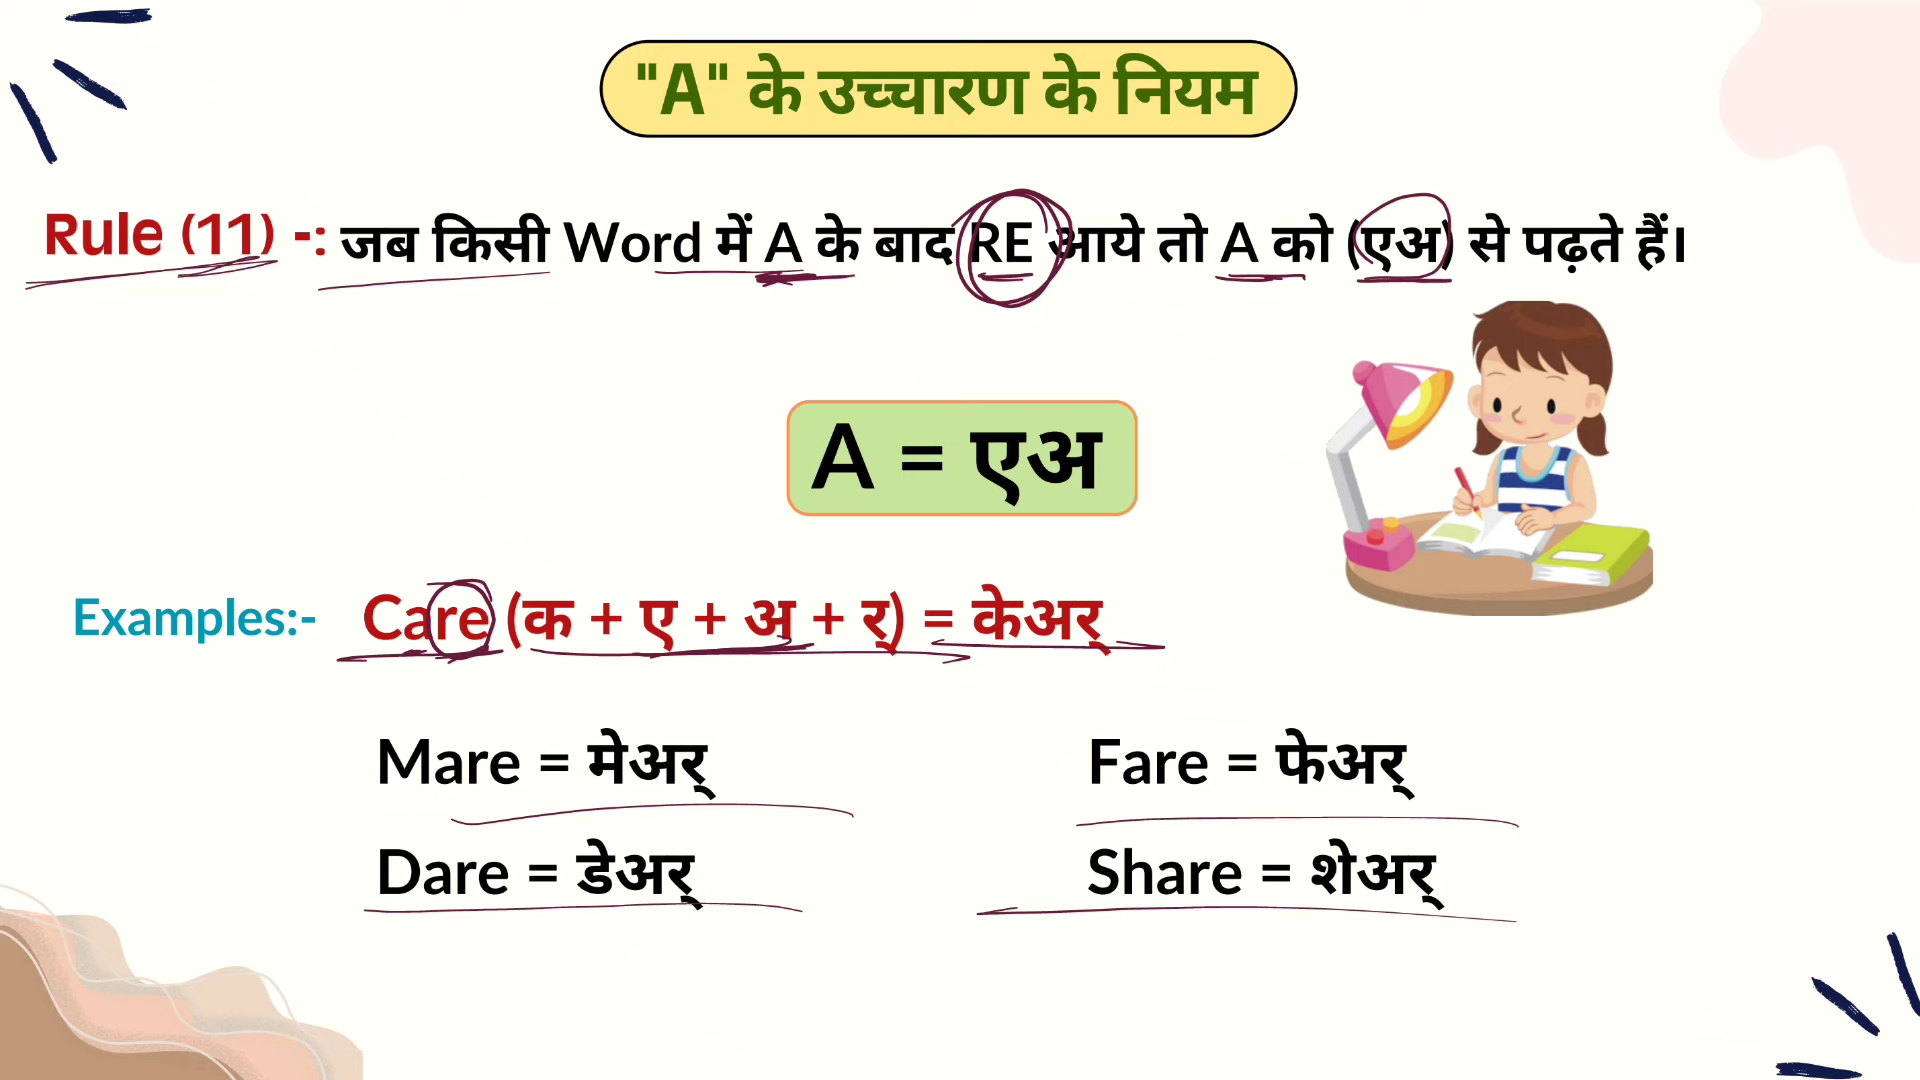 "A" के उच्चारण के नियम
Rule (11) -: जब किसी Word में A के बाद RE आये तो A को (एअ) से पढ़ते हैं।
A = एअ
Examples:- Care (क + ए + अ + र्) = केअर्
Mare = मेअर् Fare = फेअर्
Dare = डेअर् Share = शेअर्